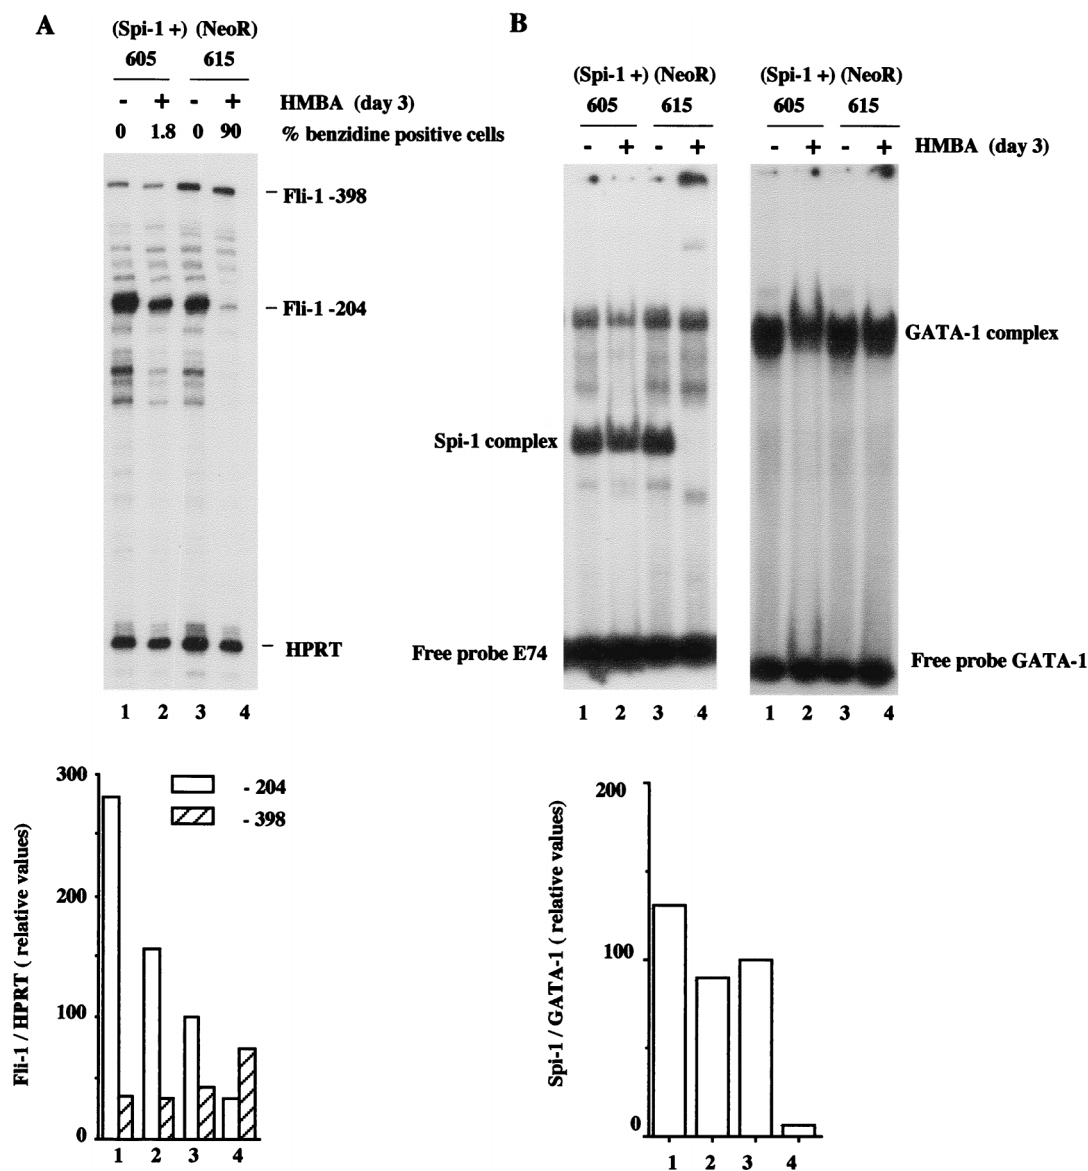 A
(Spi-1 +) (NeoR)
605 615
- + - + HMBA (day 3)
0 1.8 0 90 % benzidine positive cells
Fli-1 -398
Fli-1 -204
HPRT
1 2 3 4
300
200
100
0
- 204
- 398
Fli-1 / HPRT ( relative values)
1 2 3 4
B
(Spi-1 +) (NeoR) (Spi-1 +) (NeoR)
605 615 605 615
- + - + - + - + HMBA (day 3)
GATA-1 complex
Spi-1 complex
Free probe E74
Free probe GATA-1
1 2 3 4 1 2 3 4
200
100
0
Spi-1 / GATA-1 ( relative values)
1 2 3 4